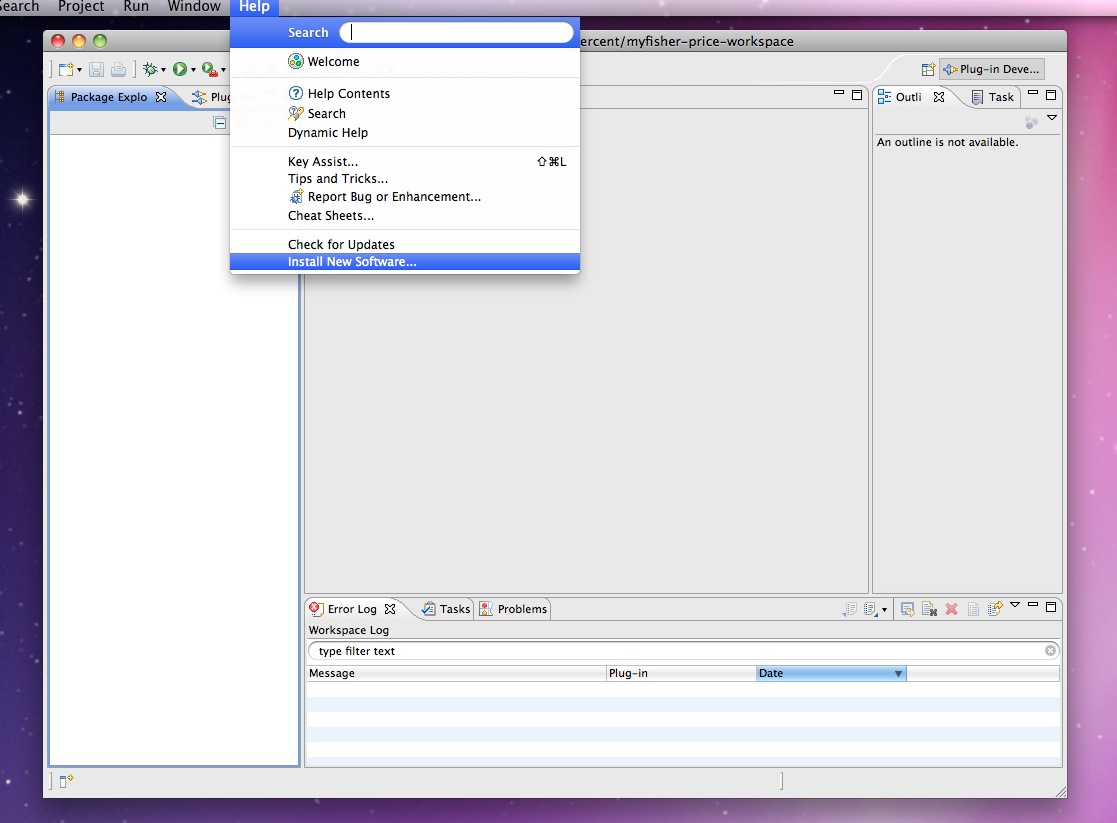 Project Run Window Help
Search
ercent/myfisher-price-workspace
Welcome
Help Contents
Search
Dynamic Help
Key Assist... ⇧⌘L
Tips and Tricks...
Report Bug or Enhancement...
Cheat Sheets...
Check for Updates
Install New Software...
Plug-in Deve...
Package Explo
Plug
Outli
Task
An outline is not available.
Error Log
Tasks
Problems
Workspace Log
type filter text
Message Plug-in Date